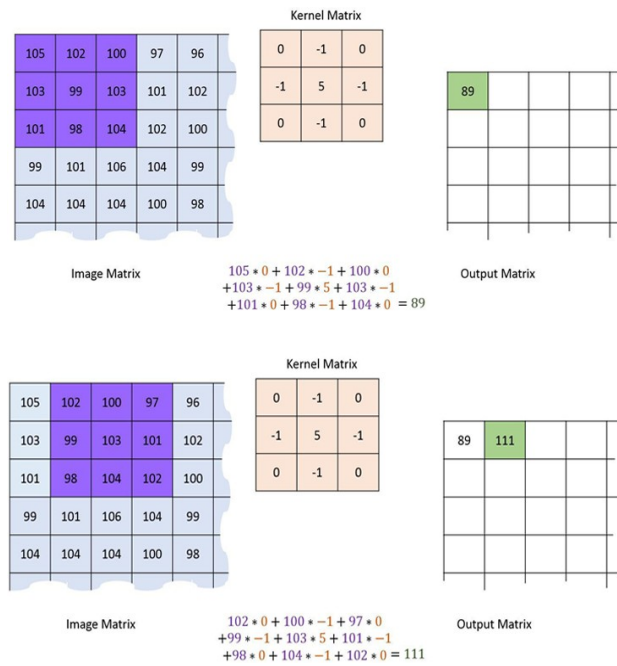 Kernel Matrix
105 102 100 97 96
103 99 103 101 102
101 98 104 102 100
99 101 106 104 99
104 104 104 100 98
0 -1 0
-1 5 -1
0 -1 0
89
Image Matrix
105 * 0 + 102 * −1 + 100 * 0
+103 * −1 + 99 * 5 + 103 * −1
+101 * 0 + 98 * −1 + 104 * 0 = 89
Output Matrix
Kernel Matrix
105 102 100 97 96
103 99 103 101 102
101 98 104 102 100
99 101 106 104 99
104 104 104 100 98
0 -1 0
-1 5 -1
0 -1 0
89 111
Image Matrix
102 * 0 + 100 * −1 + 97 * 0
+99 * −1 + 103 * 5 + 101 * −1
+98 * 0 + 104 * −1 + 102 * 0 = 111
Output Matrix